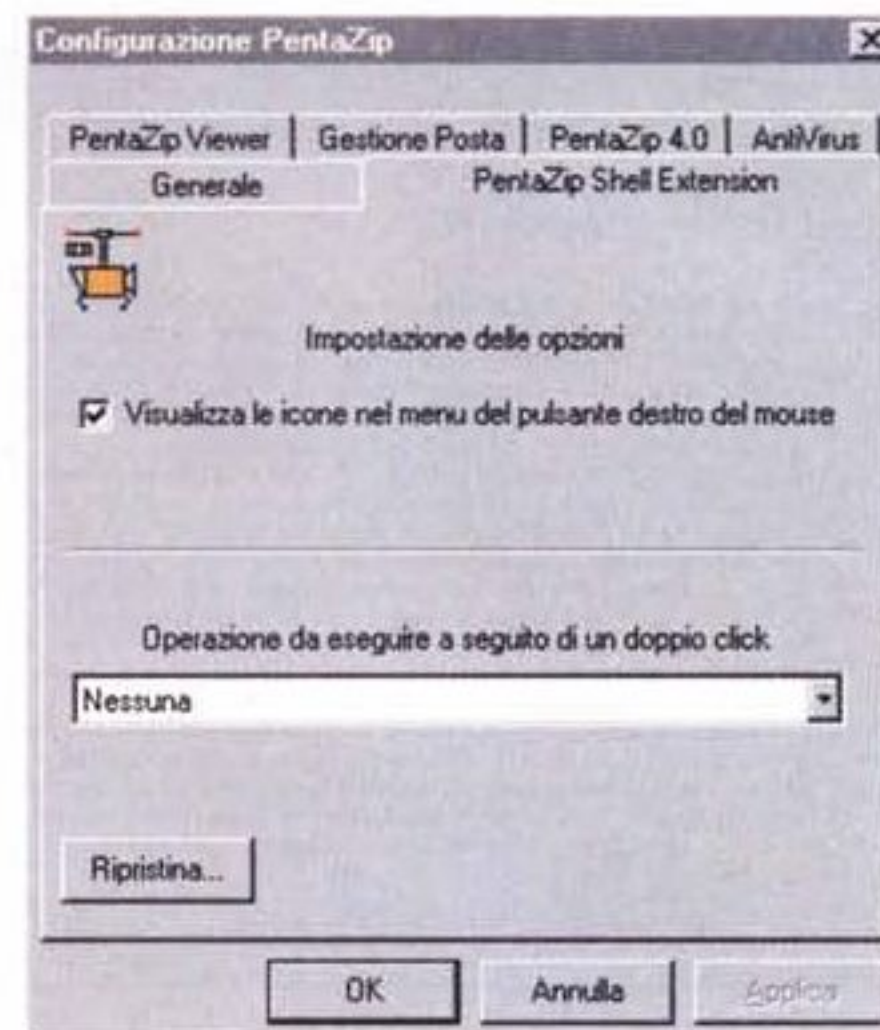 Configurazione PentaZip
PentaZip Viewer Gestione Posta PentaZip 4.0 AntiVirus
Generale PentaZip Shell Extension
Impostazione delle opzioni
Visualizza le icone nel menu del pulsante destro del mouse
Operazione da eseguire a seguito di un doppio click
Nessuna
Ripristina...
OK Annulla Applica